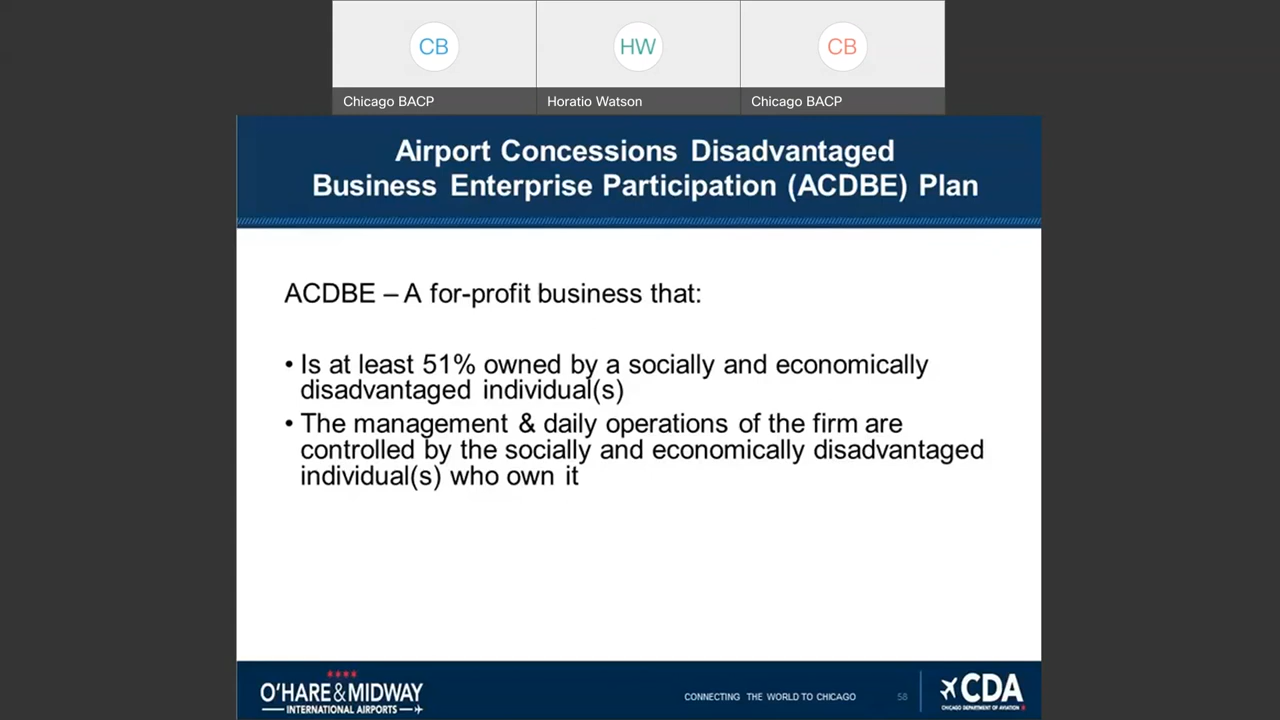 CB
HW
CB
Chicago BACP
Horatio Watson
Chicago BACP
Airport Concessions Disadvantaged
Business Enterprise Participation (ACDBE) Plan
ACDBE – A for-profit business that:
• Is at least 51% owned by a socially and economically
disadvantaged individual(s)
• The management & daily operations of the firm are
controlled by the socially and economically disadvantaged
individual(s) who own it
O'HARE & MIDWAY
INTERNATIONAL AIRPORTS
CONNECTING THE WORLD TO CHICAGO
58
CDA
CHICAGO DEPARTMENT OF AVIATION